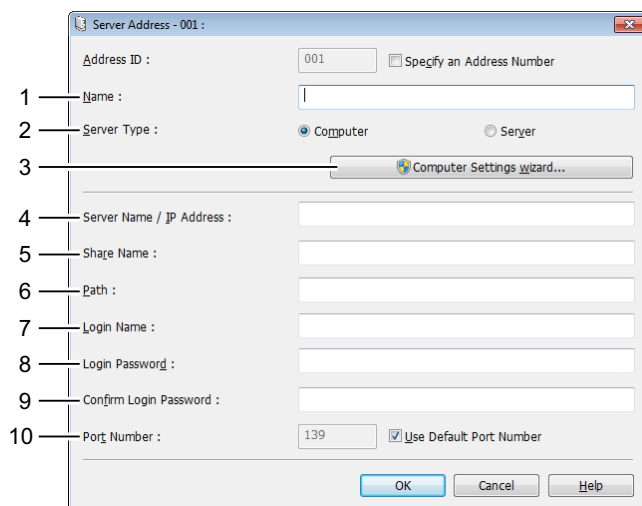 Server Address - 001 :
Address ID : 001 Specify an Address Number
1 Name :
2 Server Type : Computer Server
3 Computer Settings wizard...
4 Server Name / IP Address :
5 Share Name :
6 Path :
7 Login Name :
8 Login Password :
9 Confirm Login Password :
10 Port Number : 139 Use Default Port Number
OK Cancel Help